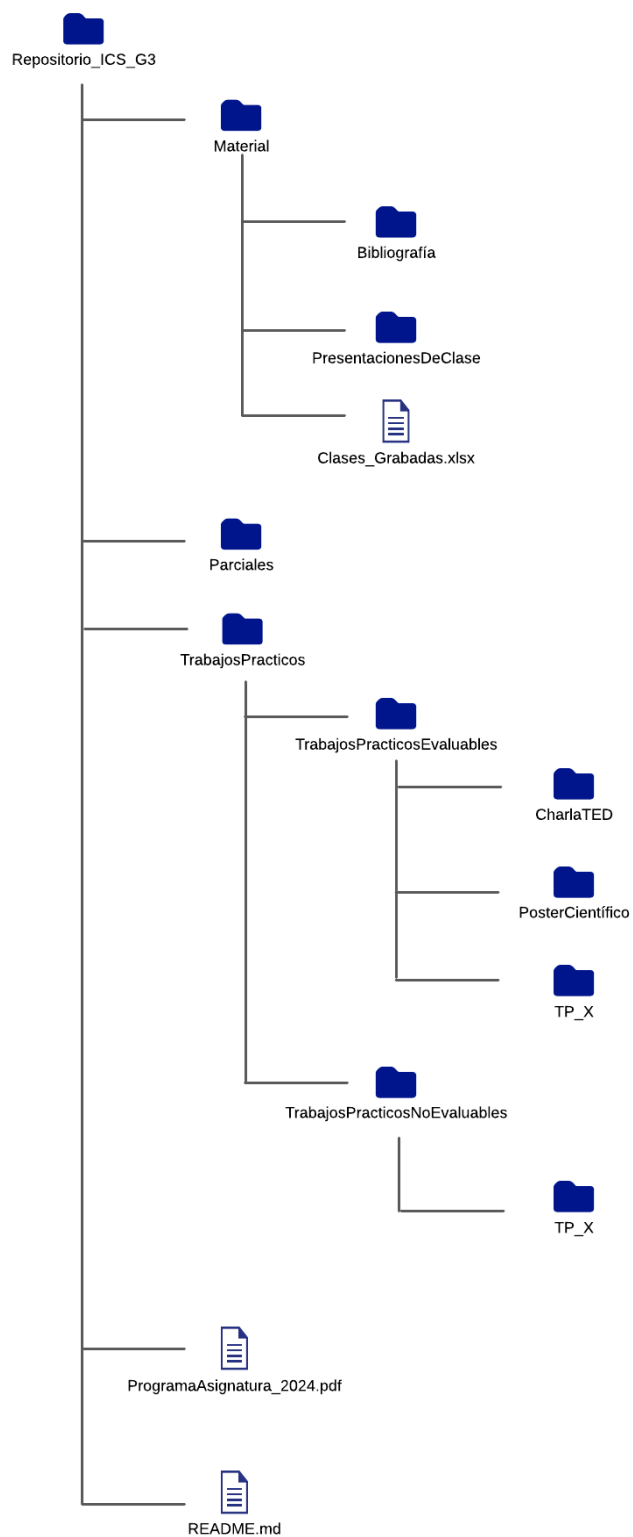 Repositorio_ICS_G3
Material
Bibliografía
PresentacionesDeClase
Clases_Grabadas.xlsx
Parciales
TrabajosPracticos
TrabajosPracticosEvaluables
CharlaTED
PosterCientífico
TP_X
TrabajosPracticosNoEvaluables
TP_X
ProgramaAsignatura_2024.pdf
README.md